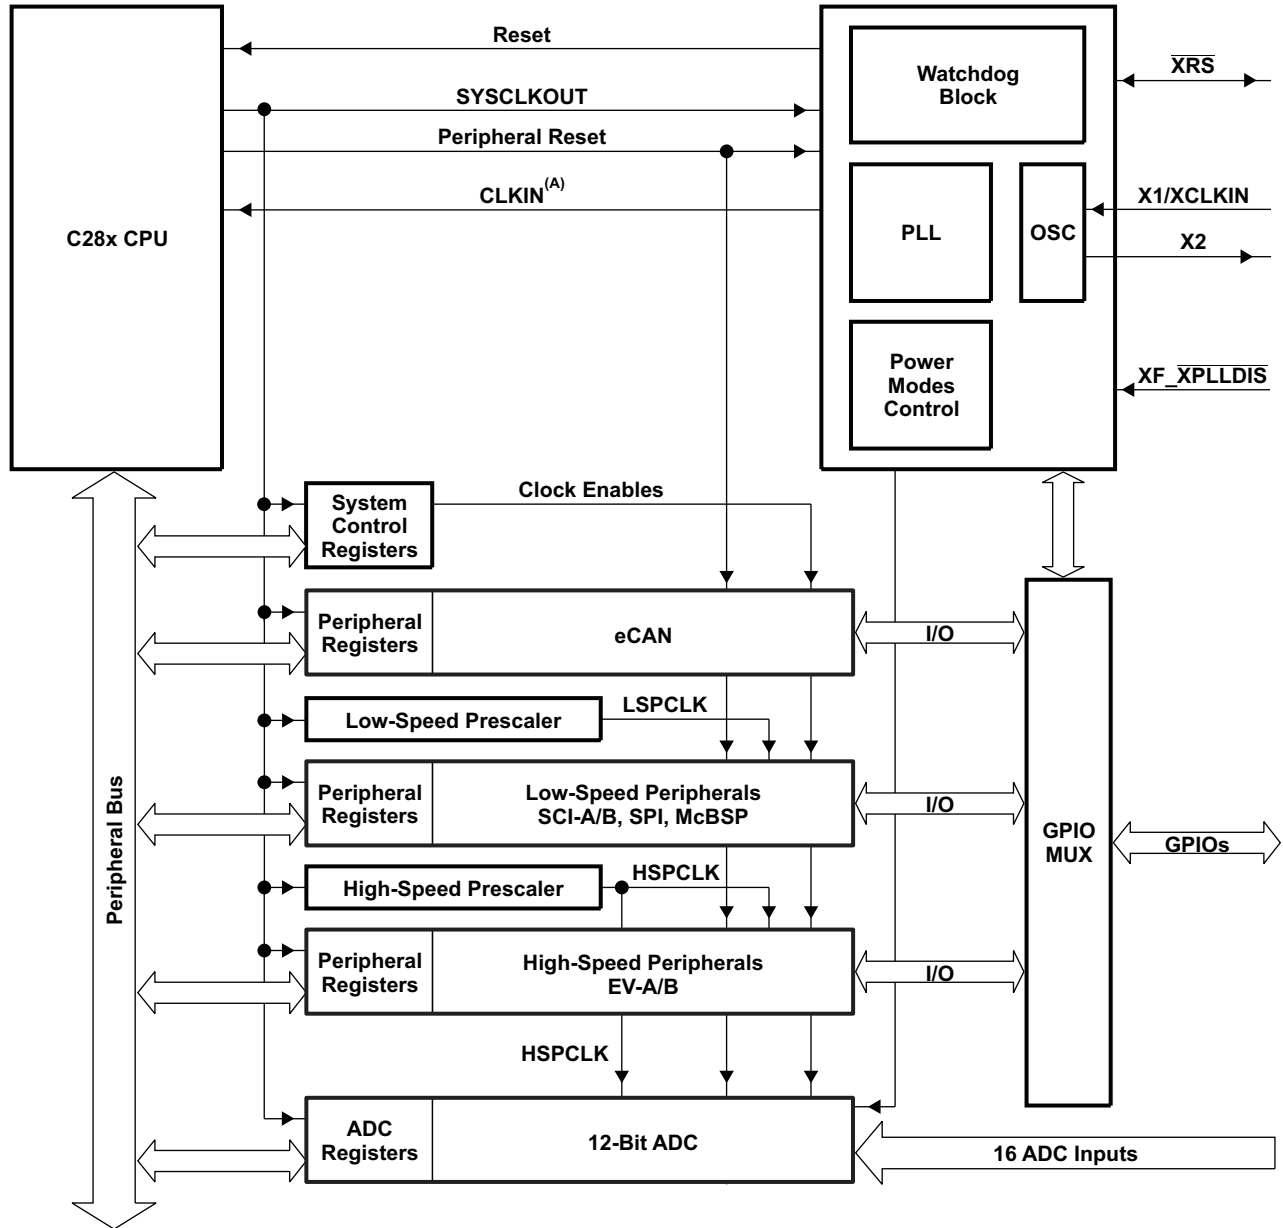 Reset
Watchdog
Block
XRS
SYSCLKOUT
Peripheral Reset
CLKIN(A)
C28x CPU
PLL
OSC
X1/XCLKIN
X2
Power
Modes
Control
XF_XPLLDIS
System
Control
Registers
Clock Enables
Peripheral
Registers
eCAN
I/O
Low-Speed Prescaler
LSPCLK
Peripheral
Registers
Low-Speed Peripherals
SCI-A/B, SPI, McBSP
I/O
GPIO
MUX
GPIOs
Peripheral Bus
High-Speed Prescaler
HSPCLK
Peripheral
Registers
High-Speed Peripherals
EV-A/B
I/O
HSPCLK
ADC
Registers
12-Bit ADC
16 ADC Inputs